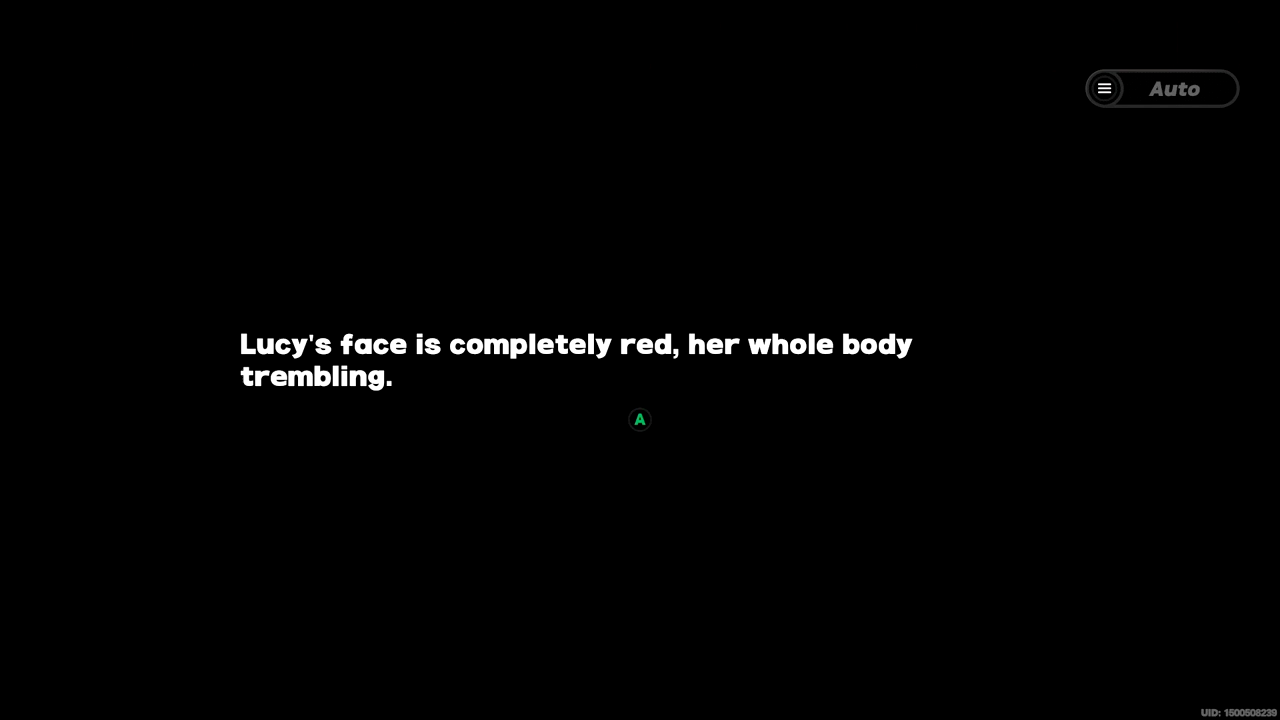 Auto
Lucy's face is completely red, her whole body
trembling.
A
UID: 1500508239